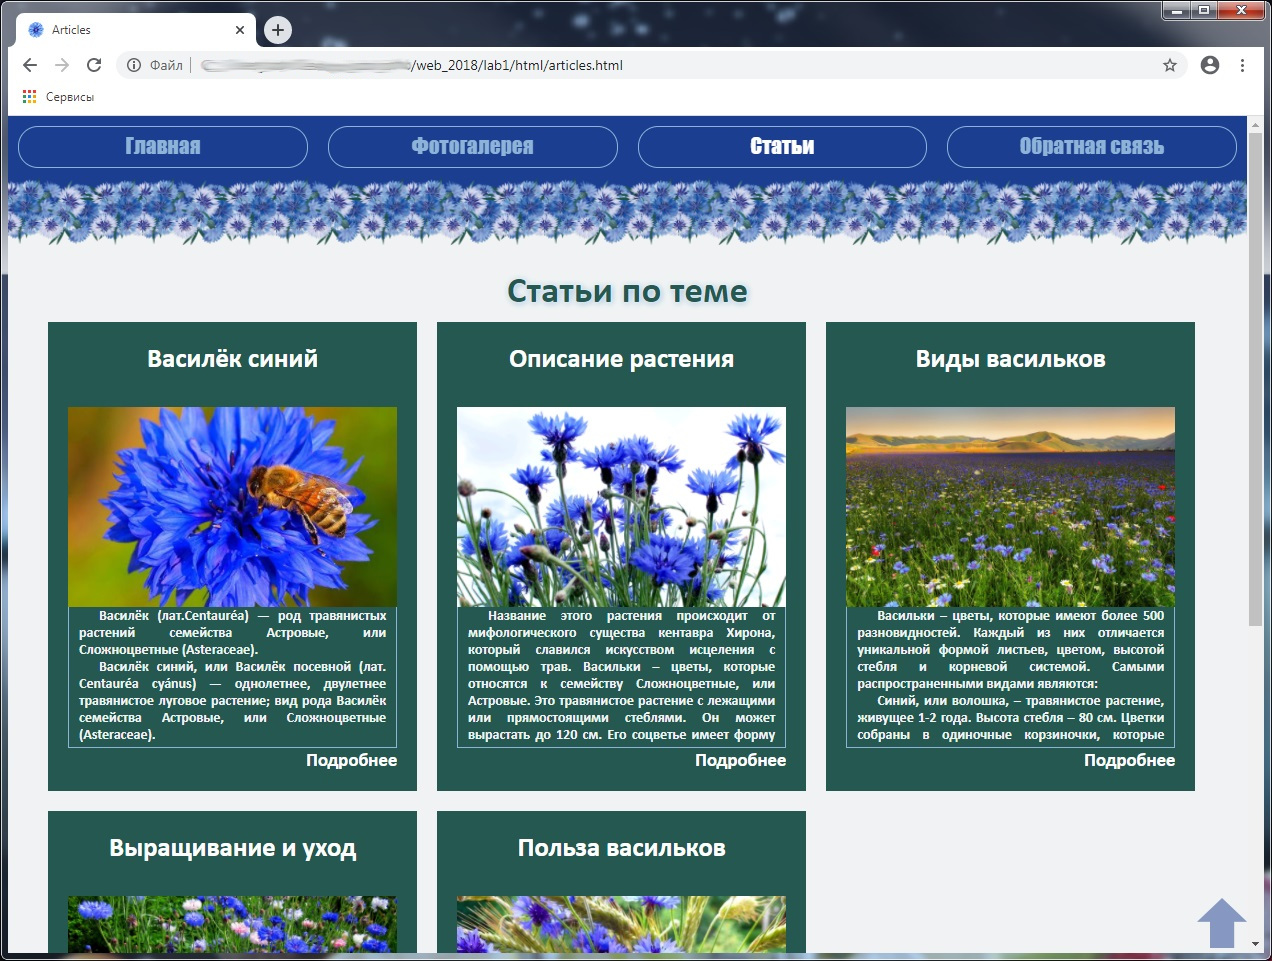 Articles
Файл
/web_2018/lab1/html/articles.html
Сервисы
Главная
Фотогалерея
Статьи
Обратная связь
Статьи по теме
Василёк синий
Василёк (лат.Centauréa) — род травянистых
растений семейства Астровые, или
Сложноцветные (Asteraceae).
Василёк синий, или Василёк посевной (лат.
Centauréa cyánus) — однолетнее, двулетнее
травянистое луговое растение; вид рода Василёк
семейства Астровые, или Сложноцветные
(Asteraceae).
Подробнее
Описание растения
Название этого растения происходит от
мифологического существа кентавра Хирона,
который славился искусством исцеления с
помощью трав. Васильки – цветы, которые
относятся к семейству Сложноцветные, или
Астровые. Это травянистое растение с лежащими
или прямостоящими стеблями. Он может
вырастать до 120 см. Его соцветье имеет форму
Подробнее
Виды васильков
Васильки – цветы, которые имеют более 500
разновидностей. Каждый из них отличается
уникальной формой листьев, цветом, высотой
стебля и корневой системой. Самыми
распространенными видами являются:
Синий, или волошка, – травянистое растение,
живущее 1-2 года. Высота стебля – 80 см. Цветки
собраны в одиночные корзиночки, которые
Подробнее
Выращивание и уход
Польза васильков